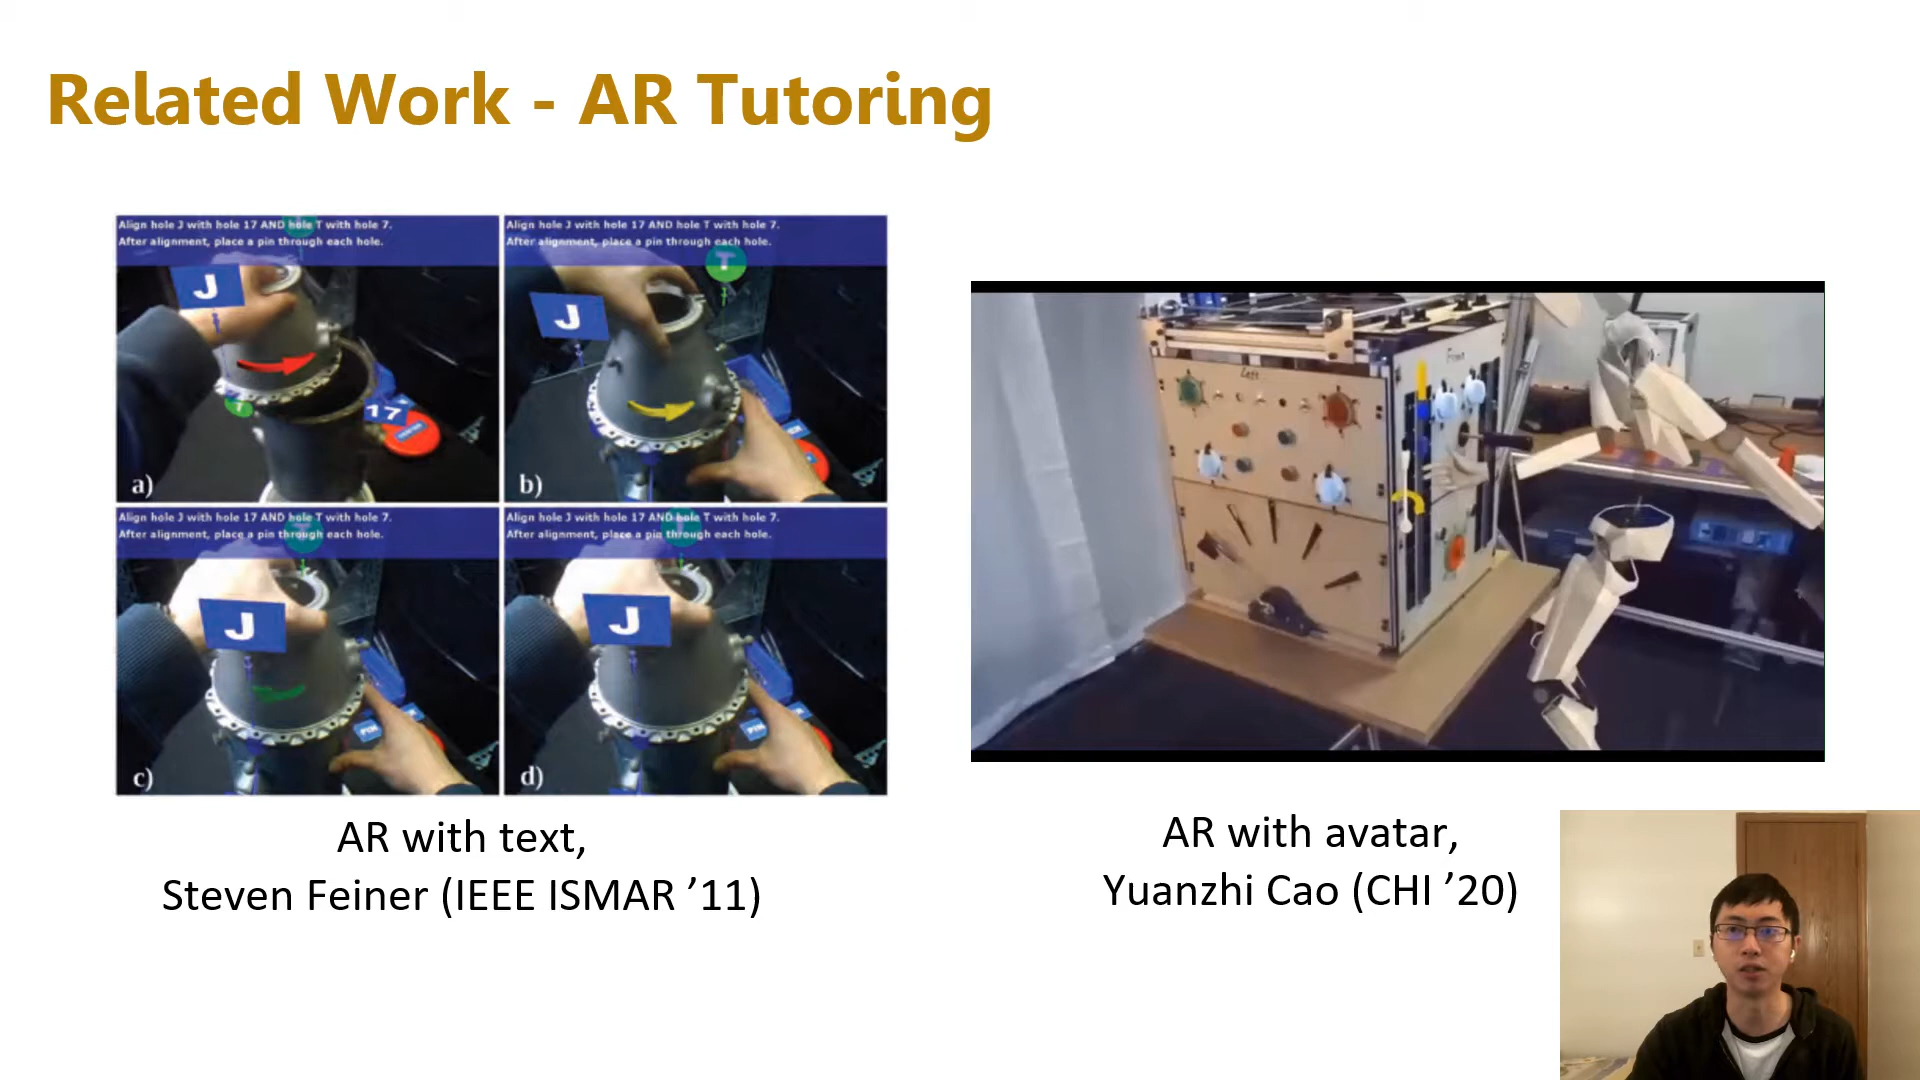 Related Work - AR Tutoring
Align hole J with hole 17 AND hole T with hole 7.
After alignment, place a pin through each hole.
J
17
a)
Align hole J with hole 17 AND hole T with hole 7.
After alignment, place a pin through each hole.
T
J
b)
Align hole J with hole 17 AND hole T with hole 7.
After alignment, place a pin through each hole.
J
PIN
c)
Align hole J with hole 17 AND hole T with hole 7.
After alignment, place a pin through each hole.
J
PIN
d)
Left
Front
AR with text,
Steven Feiner (IEEE ISMAR ’11)
AR with avatar,
Yuanzhi Cao (CHI ’20)